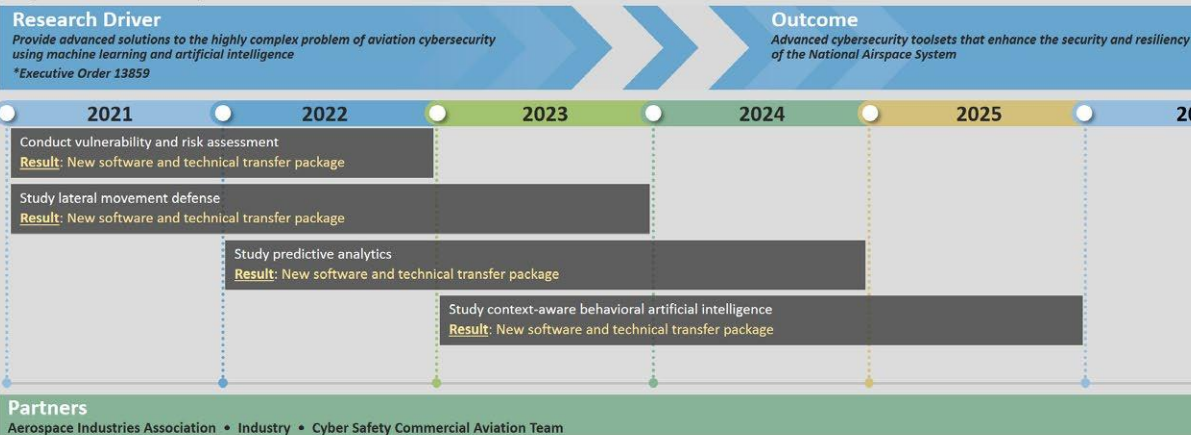 Research Driver
Provide advanced solutions to the highly complex problem of aviation cybersecurity
using machine learning and artificial intelligence
*Executive Order 13859
Outcome
Advanced cybersecurity toolsets that enhance the security and resiliency
of the National Airspace System
2021 2022 2023 2024 2025
Conduct vulnerability and risk assessment
Result: New software and technical transfer package
Study lateral movement defense
Result: New software and technical transfer package
Study predictive analytics
Result: New software and technical transfer package
Study context-aware behavioral artificial intelligence
Result: New software and technical transfer package
Partners
Aerospace Industries Association • Industry • Cyber Safety Commercial Aviation Team